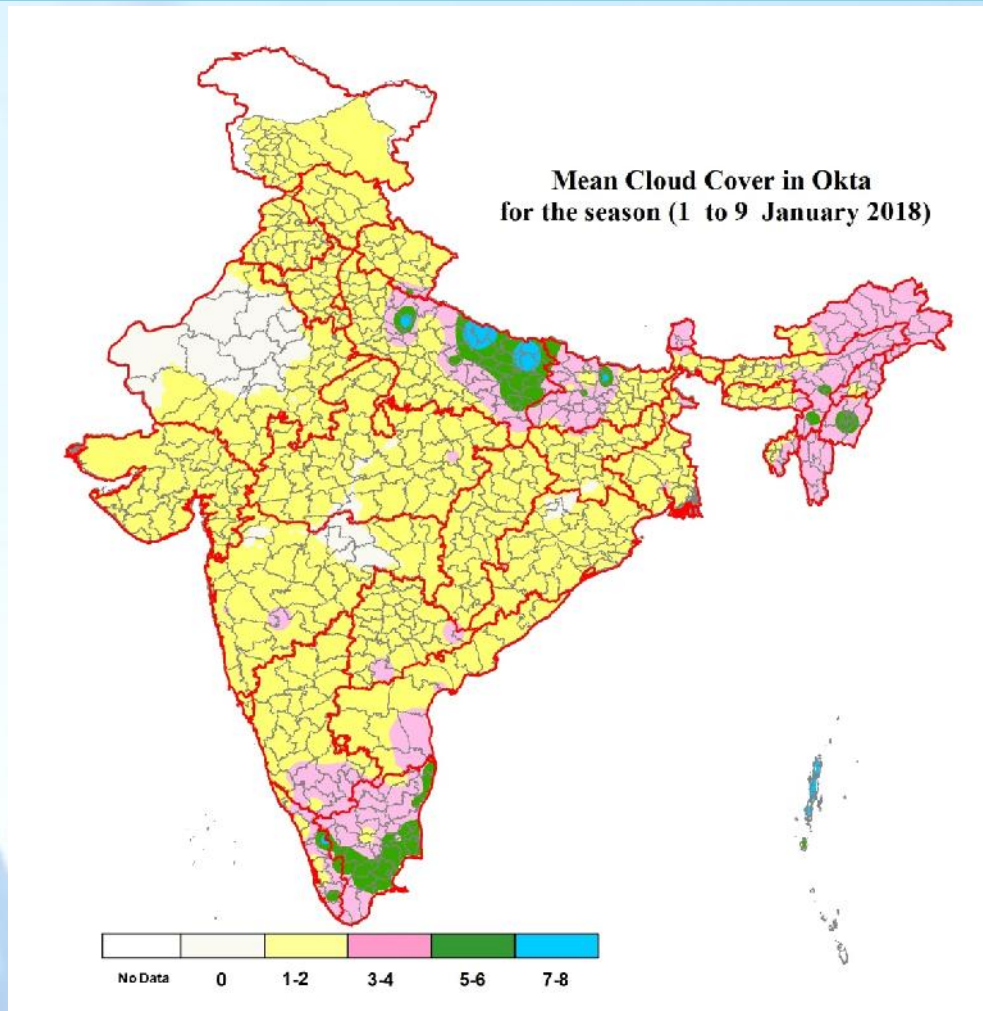 Mean Cloud Cover in Okta
for the season (1 to 9 January 2018)
No Data 0 1-2 3-4 5-6 7-8